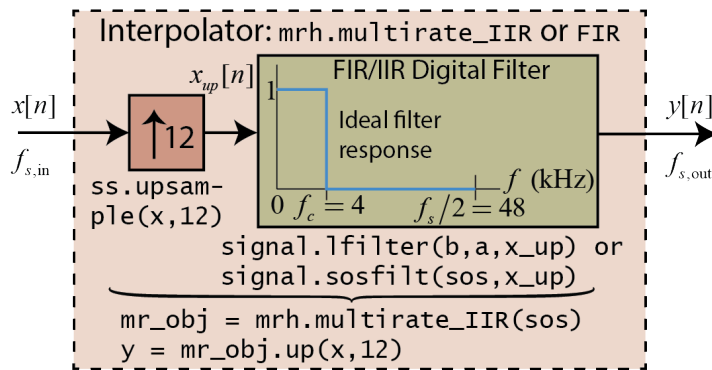 Interpolator: mrh.multirate_IIR or FIR
x[n]
f_s,in
↑12
ss.upsam-
ple(x,12)
x_up[n]
FIR/IIR Digital Filter
1
Ideal filter
response
f (kHz)
0 f_c = 4 f_s/2 = 48
y[n]
f_s,out
signal.lfilter(b,a,x_up) or
signal.sosfilt(sos,x_up)
mr_obj = mrh.multirate_IIR(sos)
y = mr_obj.up(x,12)